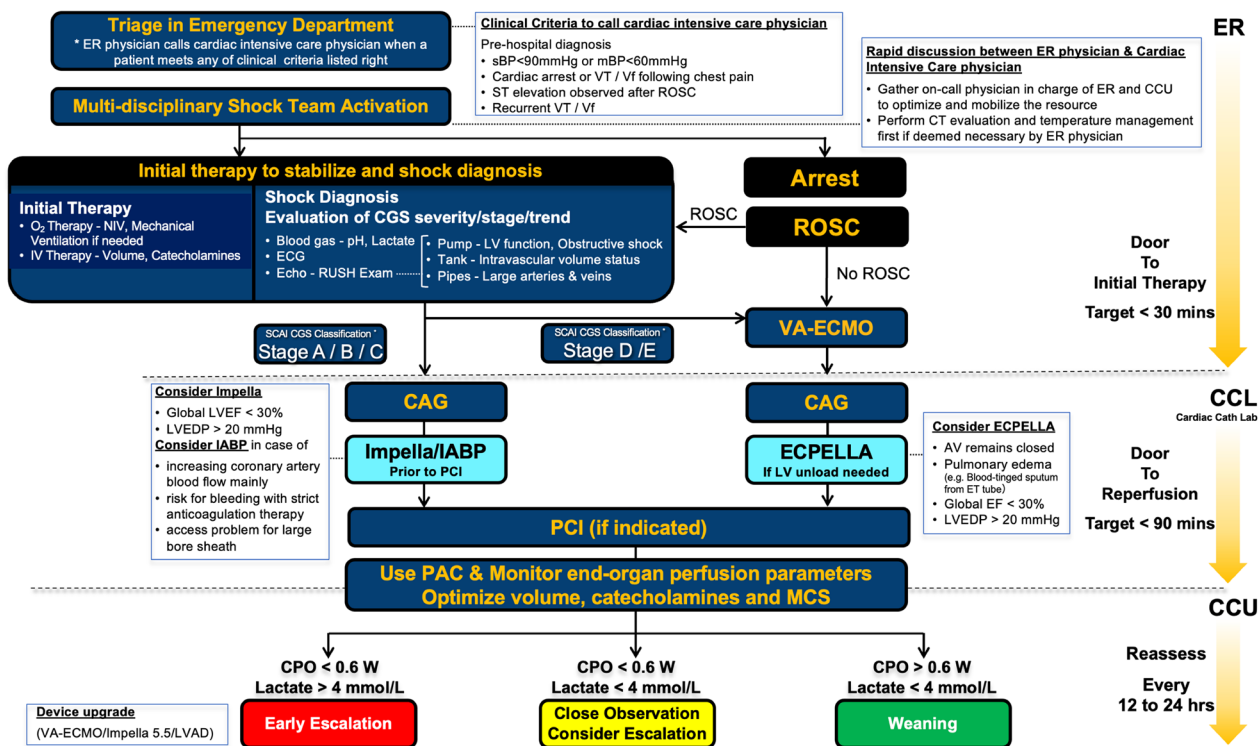 Triage in Emergency Department
* ER physician calls cardiac intensive care physician when a
patient meets any of clinical criteria listed right
Clinical Criteria to call cardiac intensive care physician
Pre-hospital diagnosis
• sBP<90mmHg or mBP<60mmHg
• Cardiac arrest or VT / Vf following chest pain
• ST elevation observed after ROSC
• Recurrent VT / Vf
Rapid discussion between ER physician & Cardiac
Intensive Care physician
• Gather on-call physician in charge of ER and CCU
to optimize and mobilize the resource
• Perform CT evaluation and temperature management
first if deemed necessary by ER physician
ER
Multi-disciplinary Shock Team Activation
Initial therapy to stabilize and shock diagnosis
Initial Therapy
• O₂ Therapy - NIV, Mechanical
Ventilation if needed
• IV Therapy - Volume, Catecholamines
Shock Diagnosis
Evaluation of CGS severity/stage/trend
• Blood gas - pH, Lactate
• ECG
• Echo - RUSH Exam
• Pump - LV function, Obstructive shock
• Tank - Intravascular volume status
• Pipes - Large arteries & veins
Arrest
ROSC
ROSC
No ROSC
Door
To
Initial Therapy
Target < 30 mins
SCAI CGS Classification *
Stage A / B / C
SCAI CGS Classification *
Stage D /E
VA-ECMO
Consider Impella
• Global LVEF < 30%
• LVEDP > 20 mmHg
Consider IABP in case of
• increasing coronary artery
blood flow mainly
• risk for bleeding with strict
anticoagulation therapy
• access problem for large
bore sheath
CAG
Impella/IABP
Prior to PCI
CAG
ECPELLA
If LV unload needed
Consider ECPELLA
• AV remains closed
• Pulmonary edema
(e.g. Blood-tinged sputum
from ET tube)
• Global EF < 30%
• LVEDP > 20 mmHg
CCL
Cardiac Cath Lab
Door
To
Reperfusion
Target < 90 mins
PCI (if indicated)
Use PAC & Monitor end-organ perfusion parameters
Optimize volume, catecholamines and MCS
CCU
CPO < 0.6 W
Lactate > 4 mmol/L
Early Escalation
CPO < 0.6 W
Lactate < 4 mmol/L
Close Observation
Consider Escalation
CPO > 0.6 W
Lactate < 4 mmol/L
Weaning
Reassess
Every
12 to 24 hrs
Device upgrade
(VA-ECMO/Impella 5.5/LVAD)